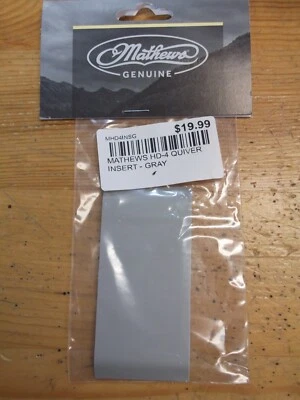 Mathews
GENUINE
MHD4INSG
$19.99
MATHEWS HD-4 QUIVER
INSERT - GRAY